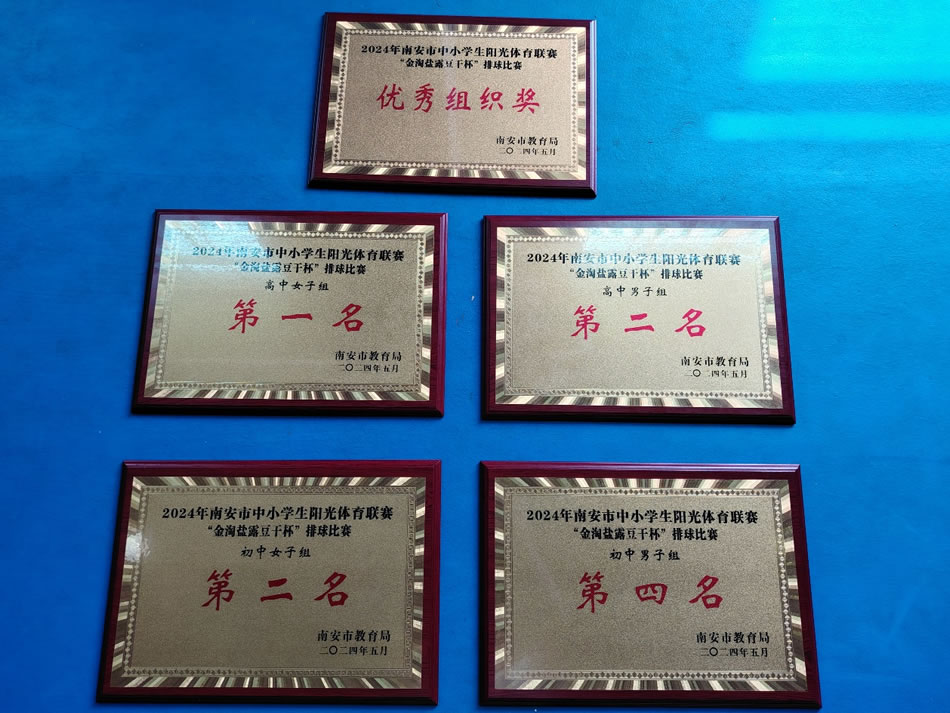 2024年南安市中小学生阳光体育联赛
“金淘盐露豆干杯”排球比赛
优秀组织奖
南安市教育局
二〇二四年五月
2024年南安市中小学生阳光体育联赛
“金淘盐露豆干杯”排球比赛
高中女子组
第一名
南安市教育局
二〇二四年五月
2024年南安市中小学生阳光体育联赛
“金淘盐露豆干杯”排球比赛
高中男子组
第二名
南安市教育局
二〇二四年五月
2024年南安市中小学生阳光体育联赛
“金淘盐露豆干杯”排球比赛
初中女子组
第二名
南安市教育局
二〇二四年五月
2024年南安市中小学生阳光体育联赛
“金淘盐露豆干杯”排球比赛
初中男子组
第四名
南安市教育局
二〇二四年五月